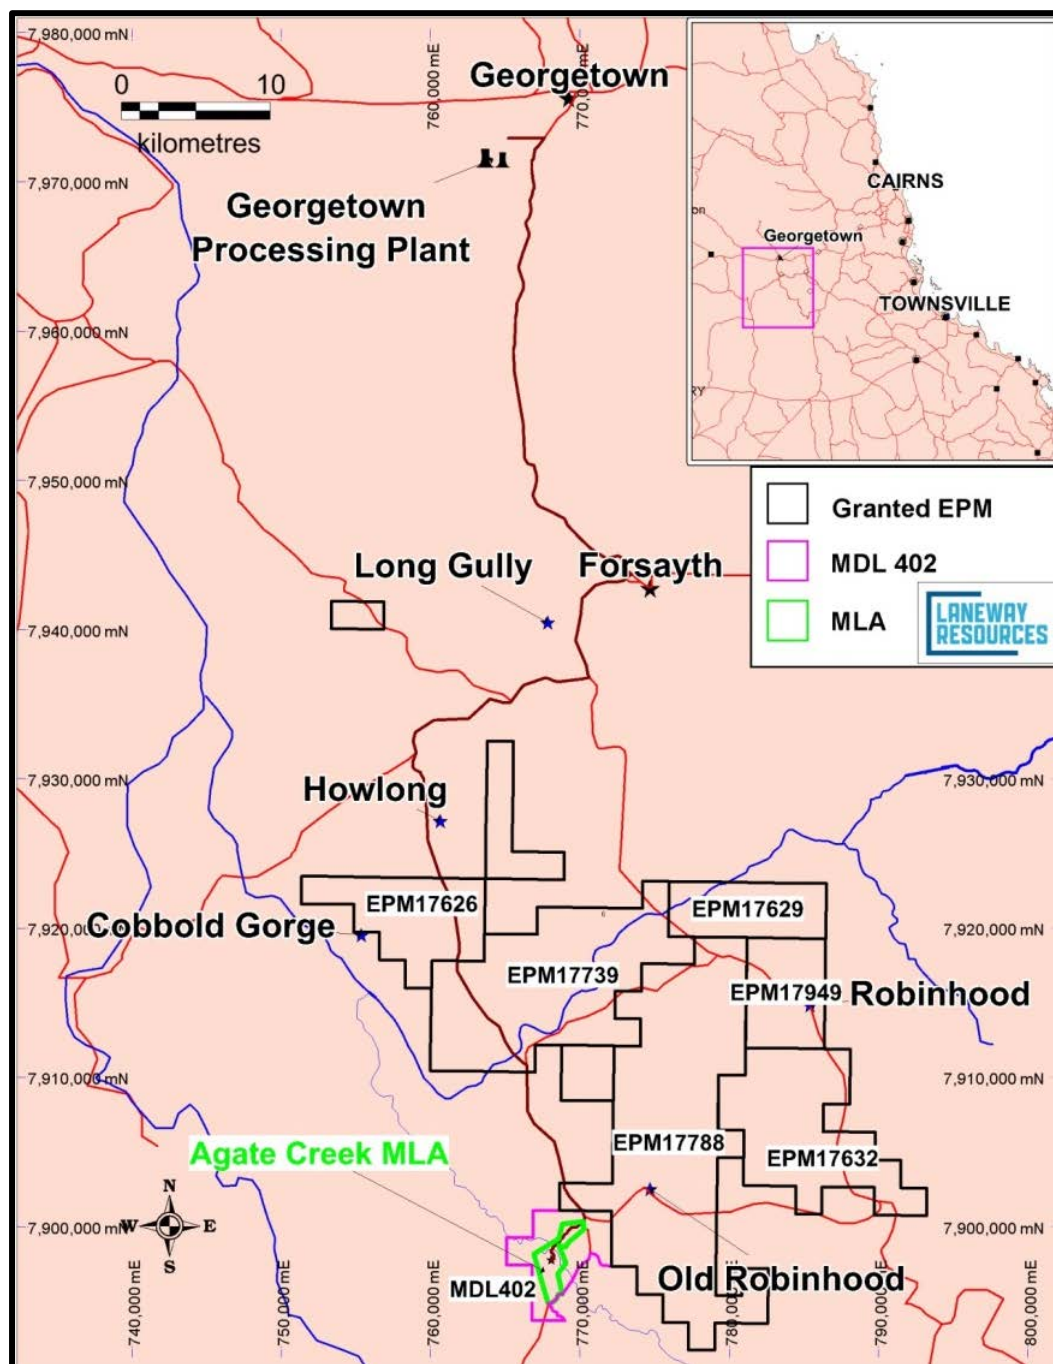 7,980,000 mN
0 10
kilometres
760,000 mE
770,000 mE
Georgetown
7,970,000 mN
Georgetown
Processing Plant
CAIRNS
on
Georgetown
TOWNSVILLE
RY
7,960,000 mN
7,950,000 mN
Granted EPM
MDL 402
MLA
LANEWAY
RESOURCES
Long Gully
Forsayth
7,940,000 mN
7,930,000 mN
7,930,000 mN
Howlong
EPM17626
EPM17629
Cobbold Gorge
7,920,000 mN
7,920,000 mN
EPM17739
EPM17949
Robinhood
7,910,000 mN
7,910,000 mN
Agate Creek MLA
EPM17788
EPM17632
N
W E
S
7,900,000 mN
7,900,000 mN
MDL402
Old Robinhood
740,000 mE
750,000 mE
760,000 mE
770,000 mE
780,000 mE
790,000 mE
800,000 mE